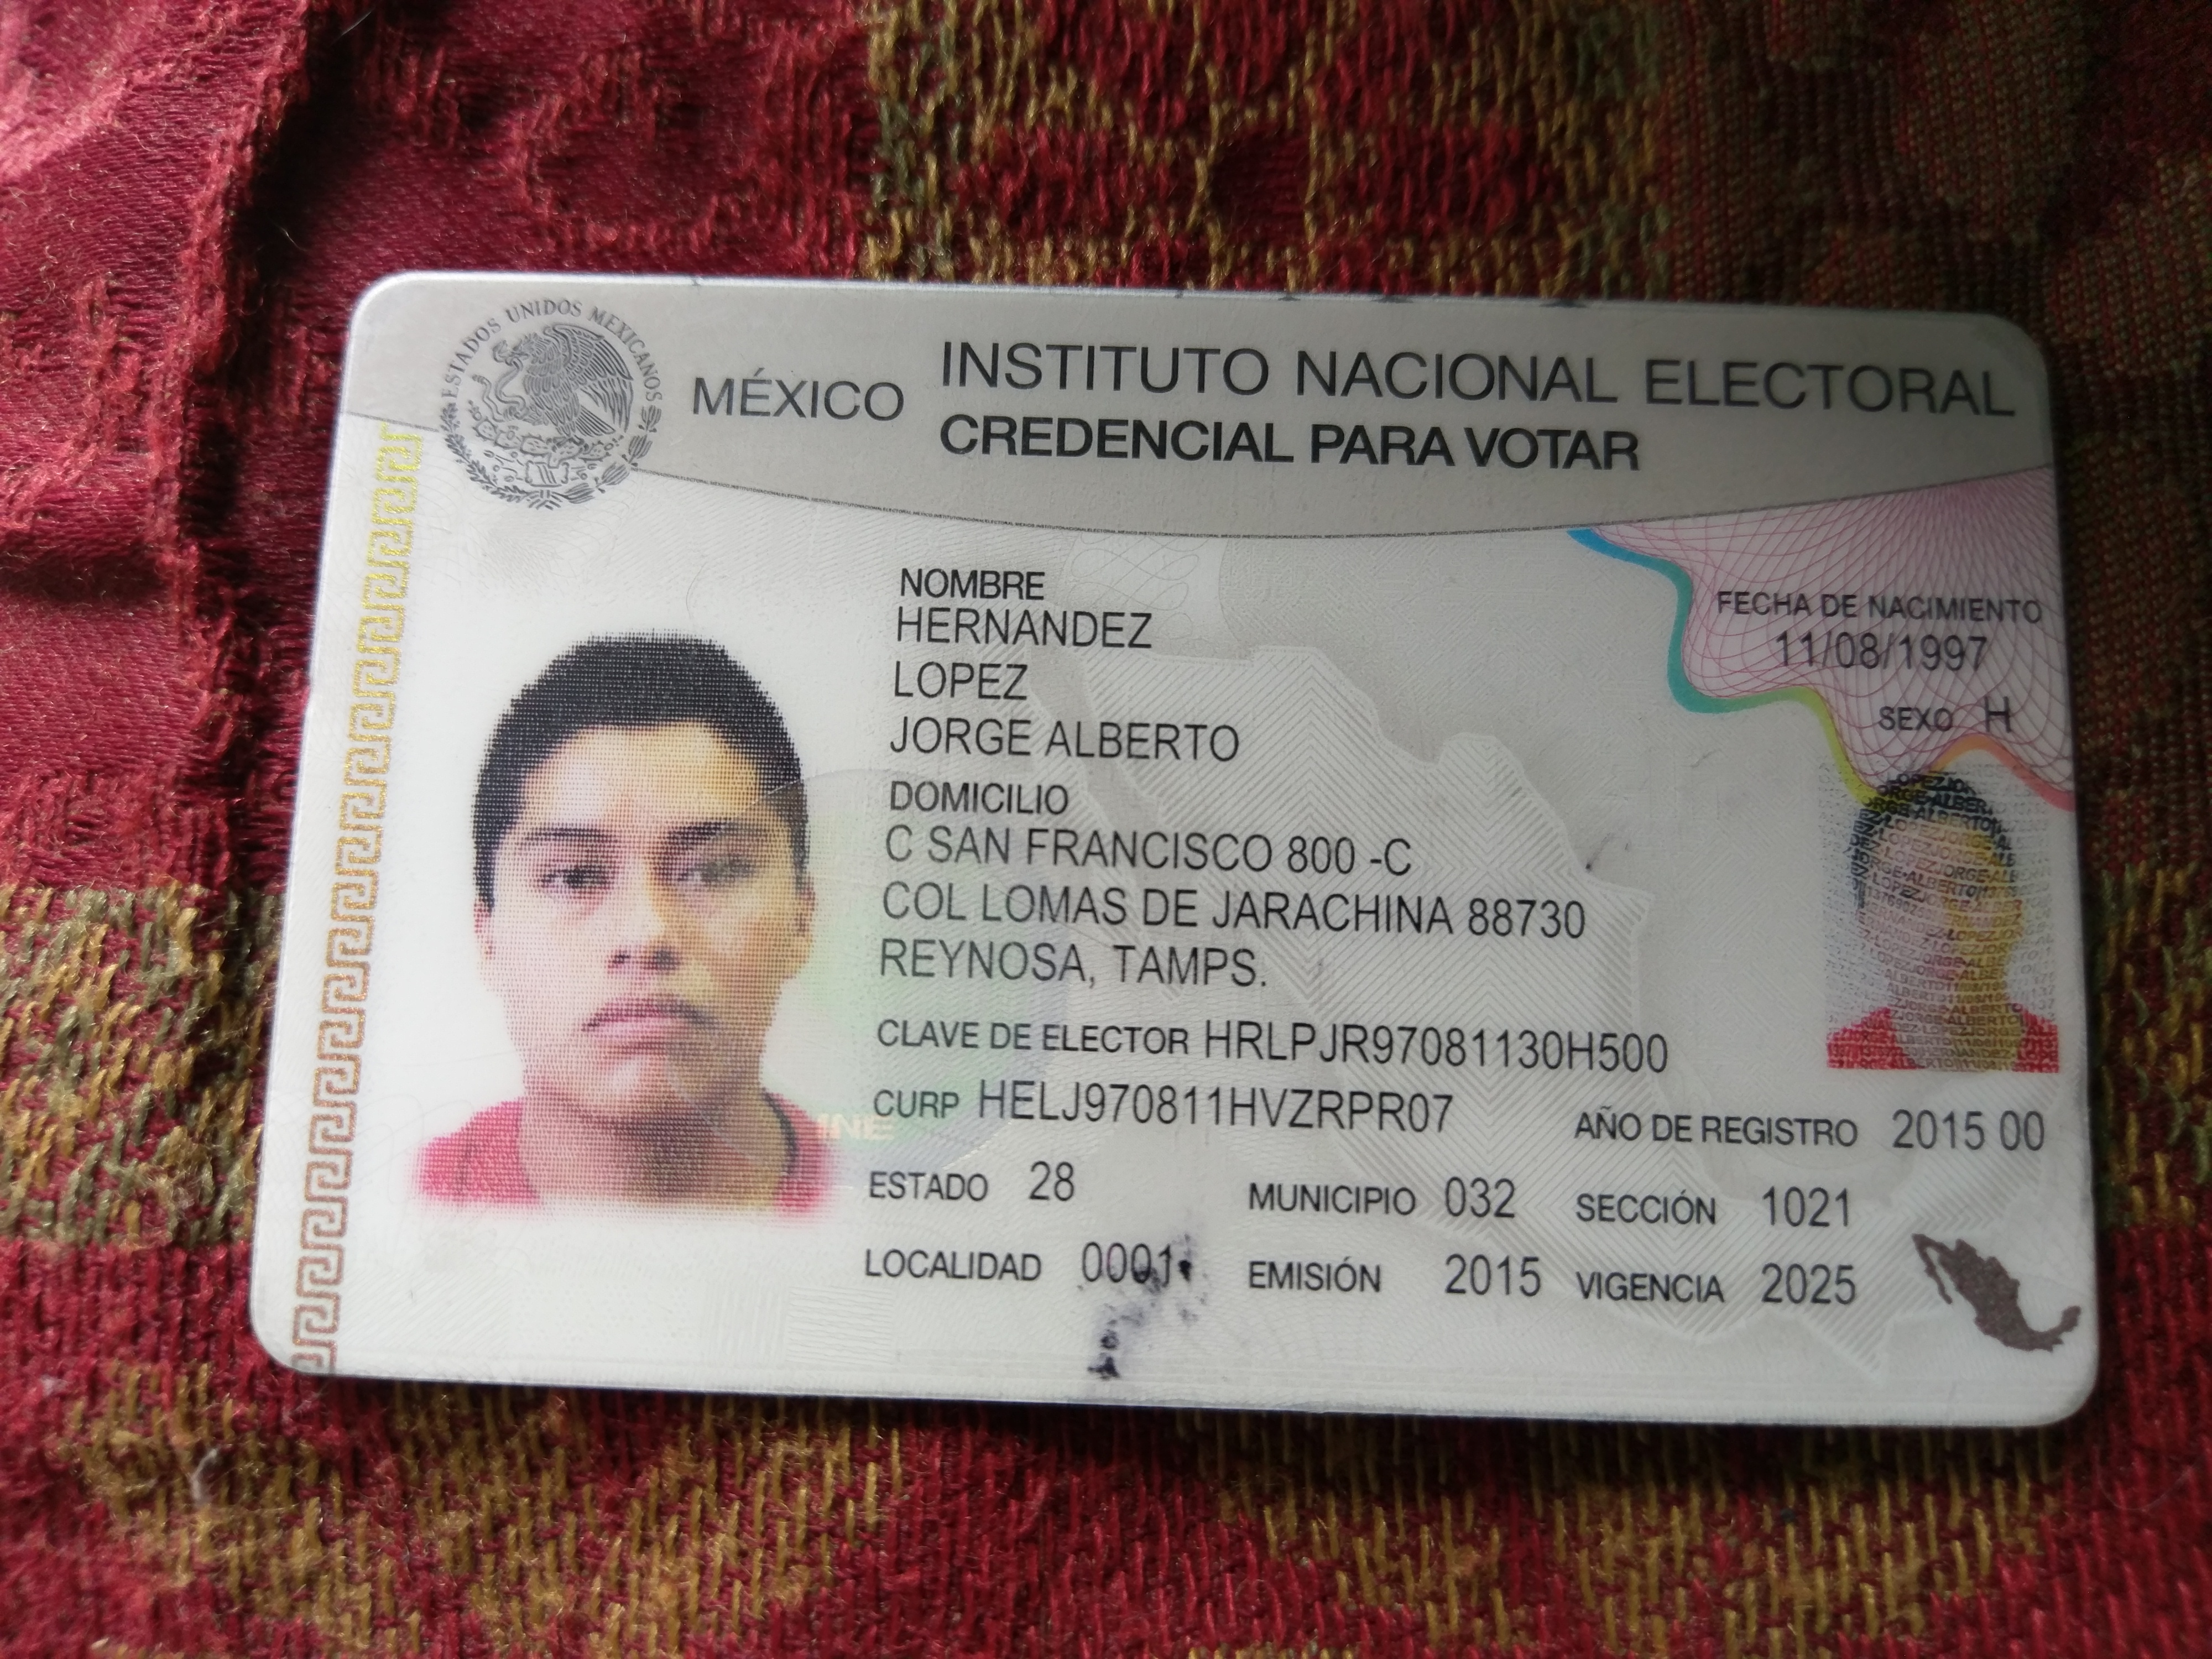 ESTADOS UNIDOS MEXICANOS
MÉXICO
INSTITUTO NACIONAL ELECTORAL
CREDENCIAL PARA VOTAR
NOMBRE
HERNANDEZ
LOPEZ
JORGE ALBERTO
FECHA DE NACIMIENTO
11/08/1997
SEXO H
DOMICILIO
C SAN FRANCISCO 800 -C
COL LOMAS DE JARACHINA 88730
REYNOSA, TAMPS.
CLAVE DE ELECTOR HRLPJR97081130H500
CURP HELJ970811HVZRPR07
AÑO DE REGISTRO 2015 00
ESTADO 28
MUNICIPIO 032
SECCIÓN 1021
LOCALIDAD 0001
EMISIÓN 2015
VIGENCIA 2025
INE